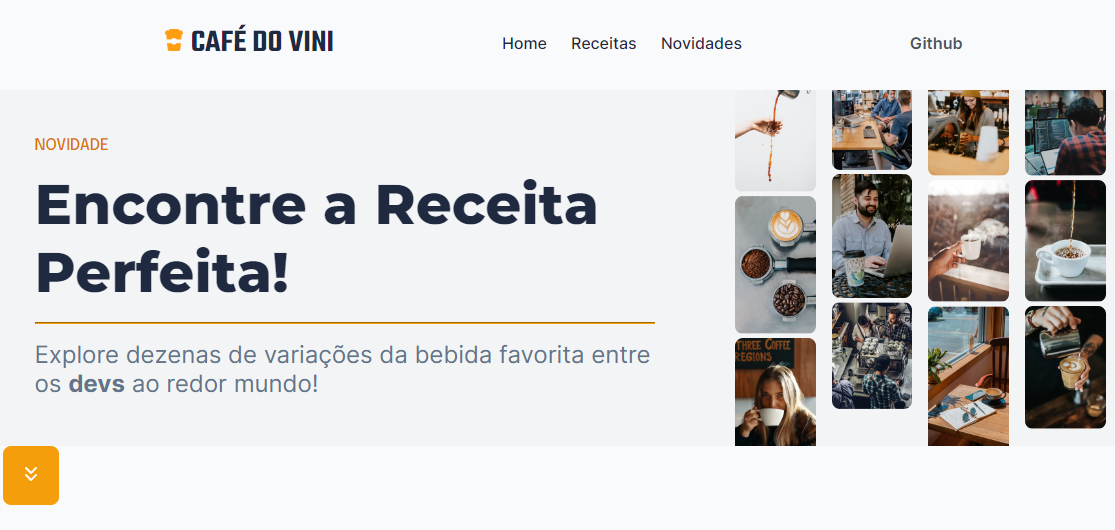 CAFÉ DO VINI
Home Receitas Novidades
Github
NOVIDADE
Encontre a Receita
Perfeita!
Explore dezenas de variações da bebida favorita entre
os devs ao redor mundo!
THREE COFFEE
REGIONS